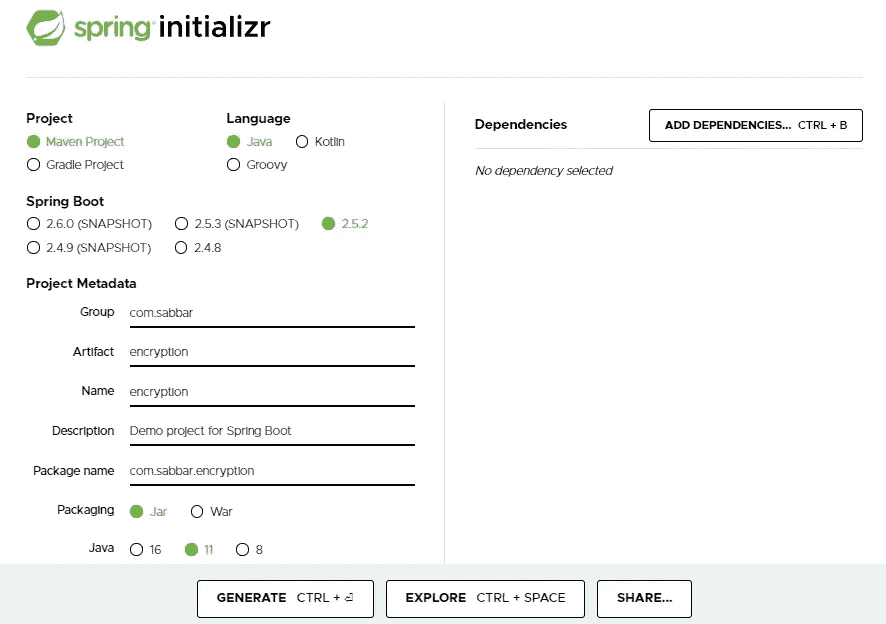 spring initializr
Project
Maven Project
Gradle Project
Language
Java Kotlin
Groovy
Spring Boot
2.6.0 (SNAPSHOT) 2.5.3 (SNAPSHOT) 2.5.2
2.4.9 (SNAPSHOT) 2.4.8
Project Metadata
Group com.sabbar
Artifact encryption
Name encryption
Description Demo project for Spring Boot
Package name com.sabbar.encryption
Packaging Jar War
Java 16 11 8
Dependencies
ADD DEPENDENCIES... CTRL + B
No dependency selected
GENERATE CTRL + ⏎
EXPLORE CTRL + SPACE
SHARE...